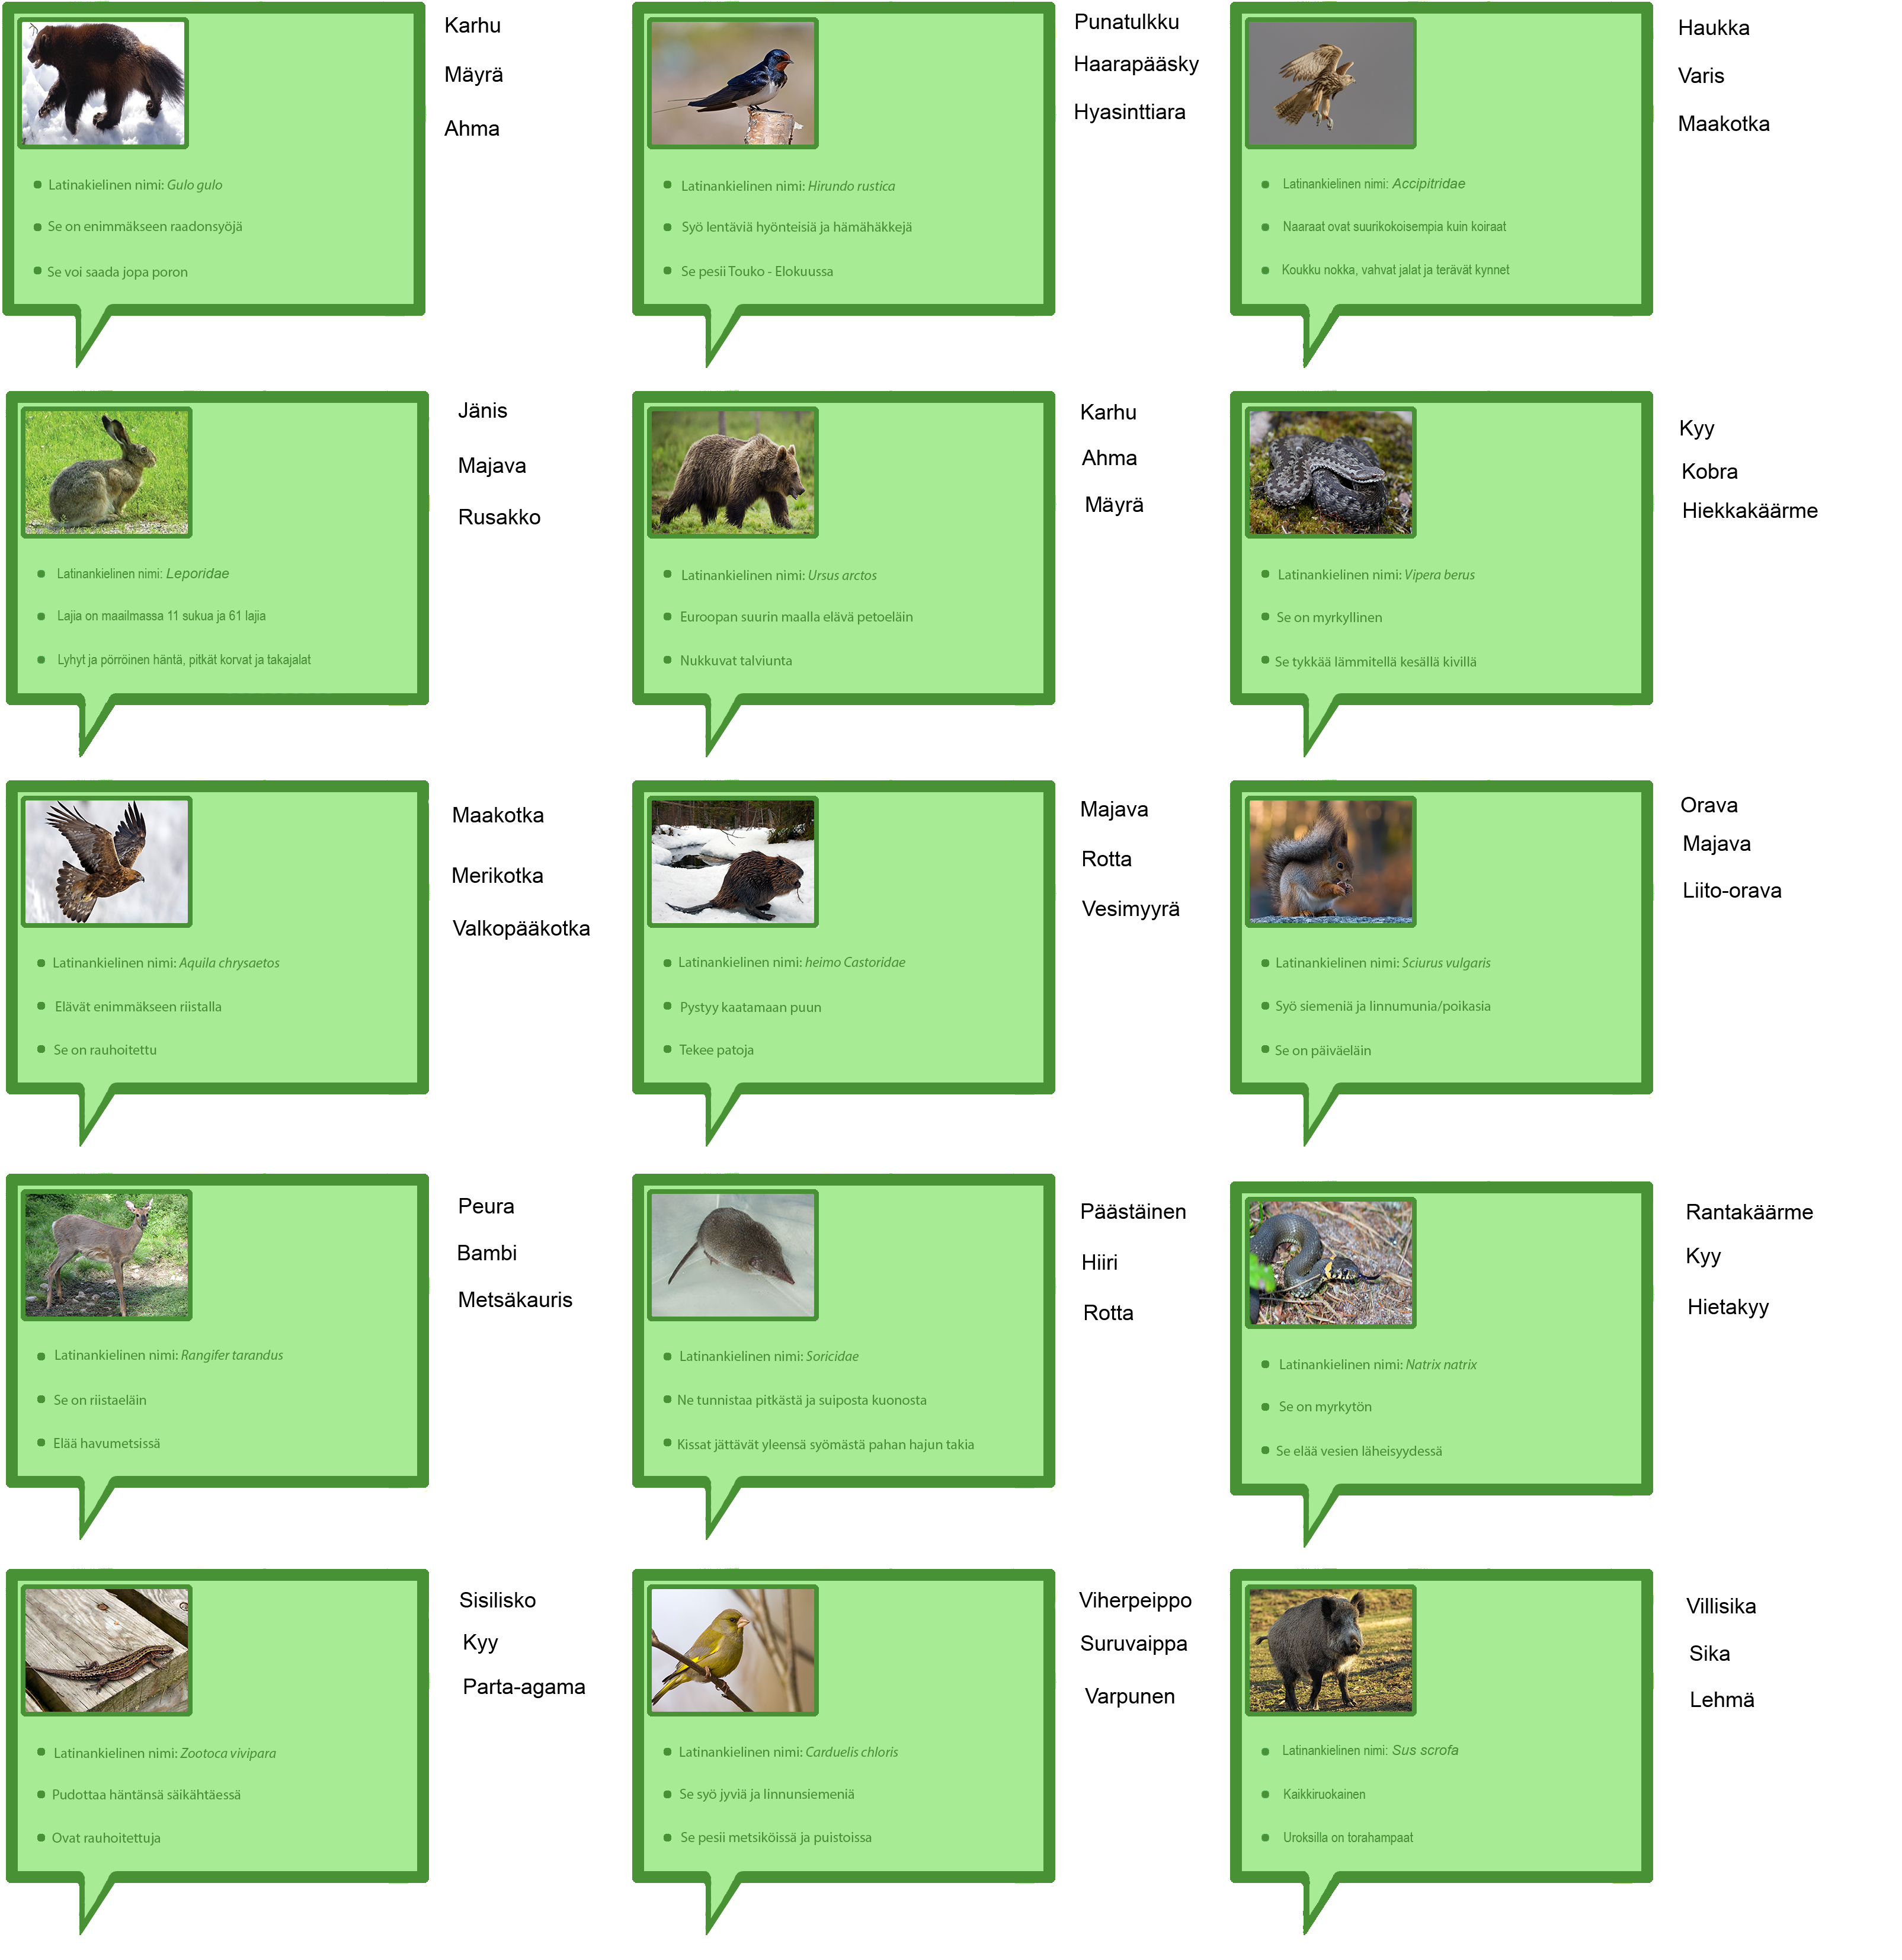 Karhu
Mäyrä
Ahma
Latinakielinen nimi: Gulo gulo
Se on enimmäkseen raadonsyöjä
Se voi saada jopa poron
Punatulkku
Haarapääsky
Hyasinttiara
Latinankielinen nimi: Hirundo rustica
Syö lentäviä hyönteisiä ja hämähäkkejä
Se pesii Touko - Elokuussa
Haukka
Varis
Maakotka
Latinankielinen nimi: Accipitridae
Naaraat ovat suurikokoisempia kuin koiraat
Koukku nokka, vahvat jalat ja terävät kynnet
Jänis
Majava
Rusakko
Latinankielinen nimi: Leporidae
Lajia on maailmassa 11 sukua ja 61 lajia
Lyhyt ja pörröinen häntä, pitkät korvat ja takajalat
Karhu
Ahma
Mäyrä
Latinankielinen nimi: Ursus arctos
Euroopan suurin maalla elävä petoeläin
Nukkuvat talviunta
Kyy
Kobra
Hiekkakäärme
Latinankielinen nimi: Vipera berus
Se on myrkyllinen
Se tykkää lämmitellä kesällä kivillä
Maakotka
Merikotka
Valkopääkotka
Latinankielinen nimi: Aquila chrysaetos
Elävät enimmäkseen riistalla
Se on rauhoitettu
Majava
Rotta
Vesimyyrä
Latinankielinen nimi: heimo Castoridae
Pystyy kaatamaan puun
Tekee patoja
Orava
Majava
Liito-orava
Latinankielinen nimi: Sciurus vulgaris
Syö siemeniä ja linnumunia/poikasia
Se on päiväeläin
Peura
Bambi
Metsäkauris
Latinankielinen nimi: Rangifer tarandus
Se on riistaeläin
Elää havumetsissä
Päästäinen
Hiiri
Rotta
Latinankielinen nimi: Soricidae
Ne tunnistaa pitkästä ja suiposta kuonosta
Kissat jättävät yleensä syömästä pahan hajun takia
Rantakäärme
Kyy
Hietakyy
Latinankielinen nimi: Natrix natrix
Se on myrkytön
Se elää vesien läheisyydessä
Sisilisko
Kyy
Parta-agama
Latinankielinen nimi: Zootoca vivipara
Pudottaa häntänsä säikähtäessä
Ovat rauhoitettuja
Viherpeippo
Suruvaippa
Varpunen
Latinankielinen nimi: Carduelis chloris
Se syö jyviä ja linnunsiemeniä
Se pesii metsiköissä ja puistoissa
Villisika
Sika
Lehmä
Latinankielinen nimi: Sus scrofa
Kaikkiruokainen
Uroksilla on torahampaat